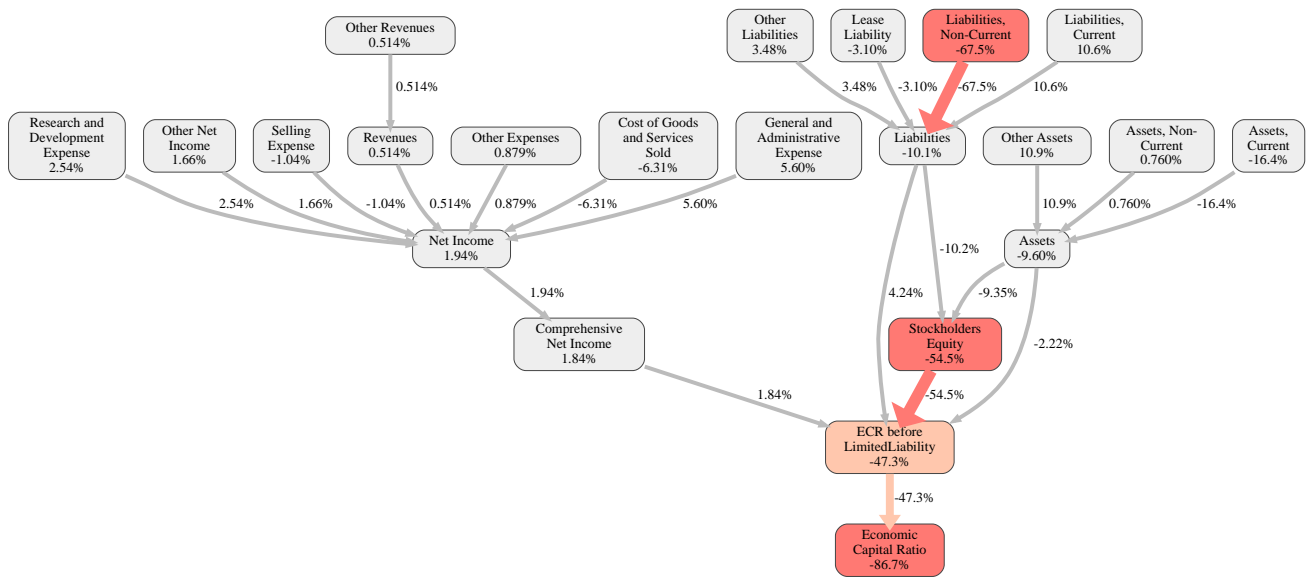 Other Revenues
0.514%
Other
Liabilities
3.48%
Lease
Liability
-3.10%
Liabilities,
Non-Current
-67.5%
Liabilities,
Current
10.6%
0.514%
3.48%
-3.10%
-67.5%
10.6%
Research and
Development
Expense
2.54%
Other Net
Income
1.66%
Selling
Expense
-1.04%
Revenues
0.514%
Other Expenses
0.879%
Cost of Goods
and Services
Sold
-6.31%
General and
Administrative
Expense
5.60%
Liabilities
-10.1%
Other Assets
10.9%
Assets, Non-
Current
0.760%
Assets,
Current
-16.4%
2.54%
1.66%
-1.04%
0.514%
0.879%
-6.31%
5.60%
10.9%
0.760%
-16.4%
Net Income
1.94%
-10.2%
Assets
-9.60%
1.94%
4.24%
-9.35%
Comprehensive
Net Income
1.84%
Stockholders
Equity
-54.5%
-2.22%
1.84%
-54.5%
ECR before
LimitedLiability
-47.3%
-47.3%
Economic
Capital Ratio
-86.7%